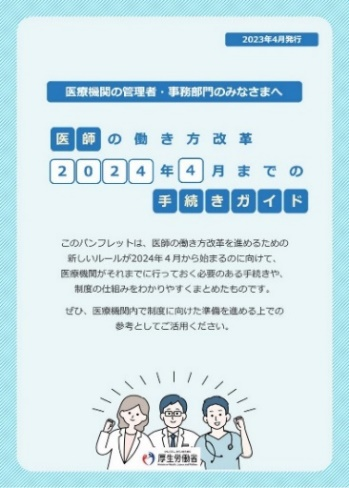 2023年4月発行
医療機関の管理者・事務部門のみなさまへ
医師の働き方改革
2024年4月までの
手続きガイド
このパンフレットは、医師の働き方改革を進めるための
新しいルールが2024年４月から始まるのに向けて、
医療機関がそれまでに行っておく必要のある手続きや、
制度の仕組みをわかりやすくまとめたものです。
ぜひ、医療機関内で制度に向けた準備を進める上での
参考としてご活用ください。
厚生労働省